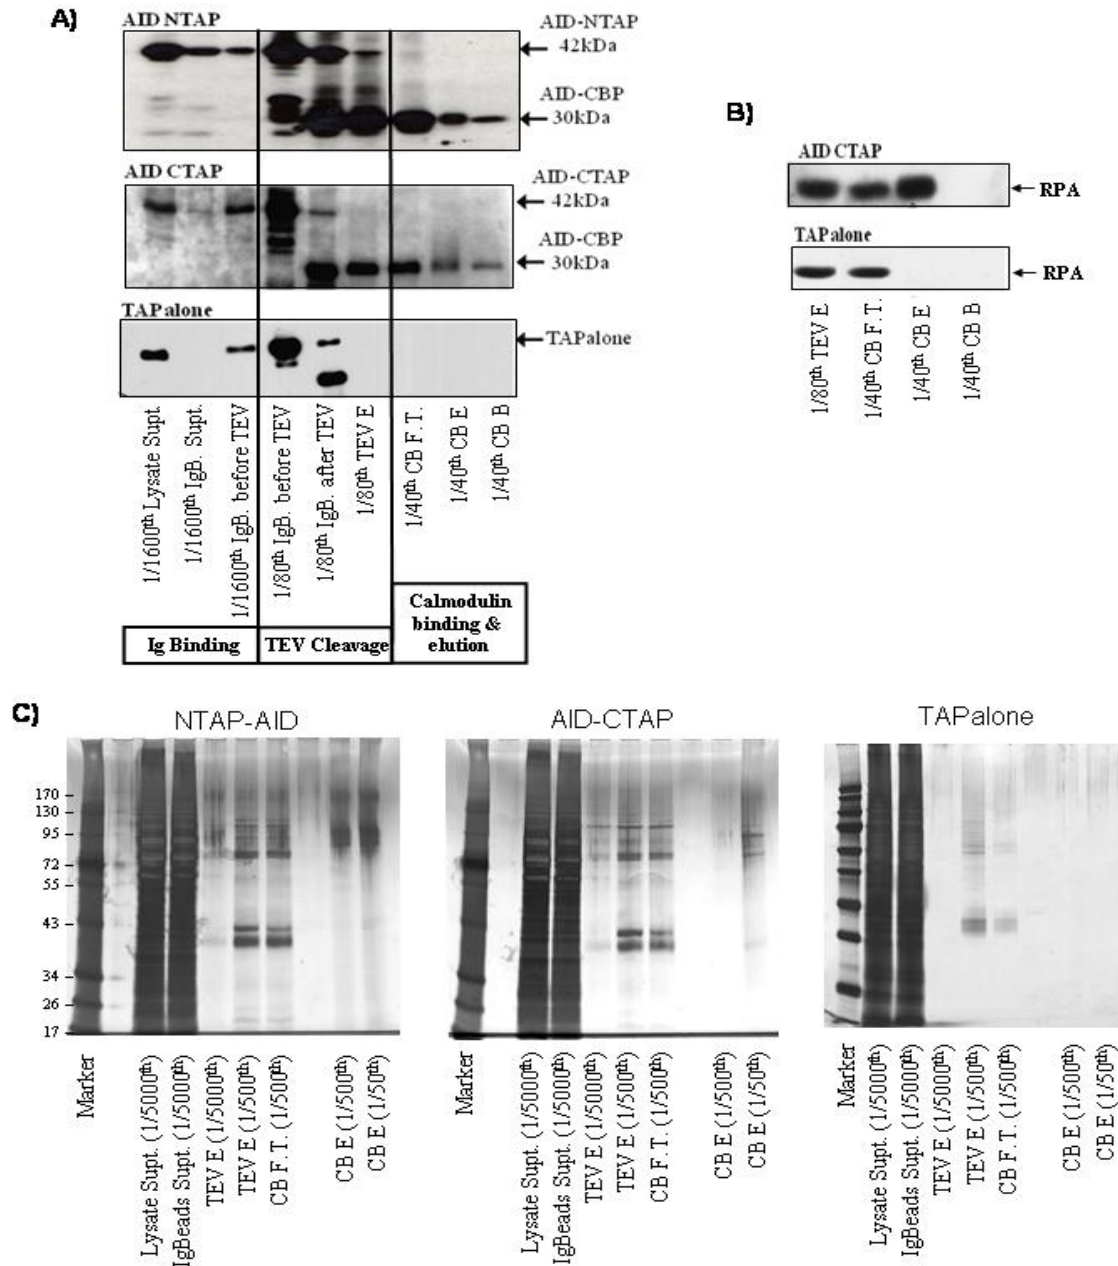 A)
AID NTAP
AID-NTAP
42kDa
AID-CBP
30kDa
AID CTAP
AID-CTAP
42kDa
AID-CBP
30kDa
TAPalone
TAPalone
1/1600th Lysate Supt.
1/1600th IgB. Supt.
1/1600th IgB. before TEV
1/80th IgB. before TEV
1/80th IgB. after TEV
1/80th TEV E
1/40th CB F.T.
1/40th CB E
1/40th CB B
Ig Binding
TEV Cleavage
Calmodulin
binding &
elution
B)
AID CTAP
RPA
TAPalone
RPA
1/80th TEV E
1/40th CB F.T.
1/40th CB E
1/40th CB B
C)
NTAP-AID
170
130
95
72
55
43
34
26
17
Marker
Lysate Supt. (1/5000th)
IgBeads Supt. (1/5000th)
TEV E (1/5000th)
TEV E (1/500th)
CB F.T. (1/500th)
CB E (1/500th)
CB E (1/50th)
AID-CTAP
Marker
Lysate Supt. (1/5000th)
IgBeads Supt. (1/5000th)
TEV E (1/5000th)
TEV E (1/500th)
CB F.T. (1/500th)
CB E (1/500th)
CB E (1/50th)
TAPalone
Marker
Lysate Supt. (1/5000th)
IgBeads Supt. (1/5000th)
TEV E (1/5000th)
TEV E (1/500th)
CB F.T. (1/500th)
CB E (1/500th)
CB E (1/50th)